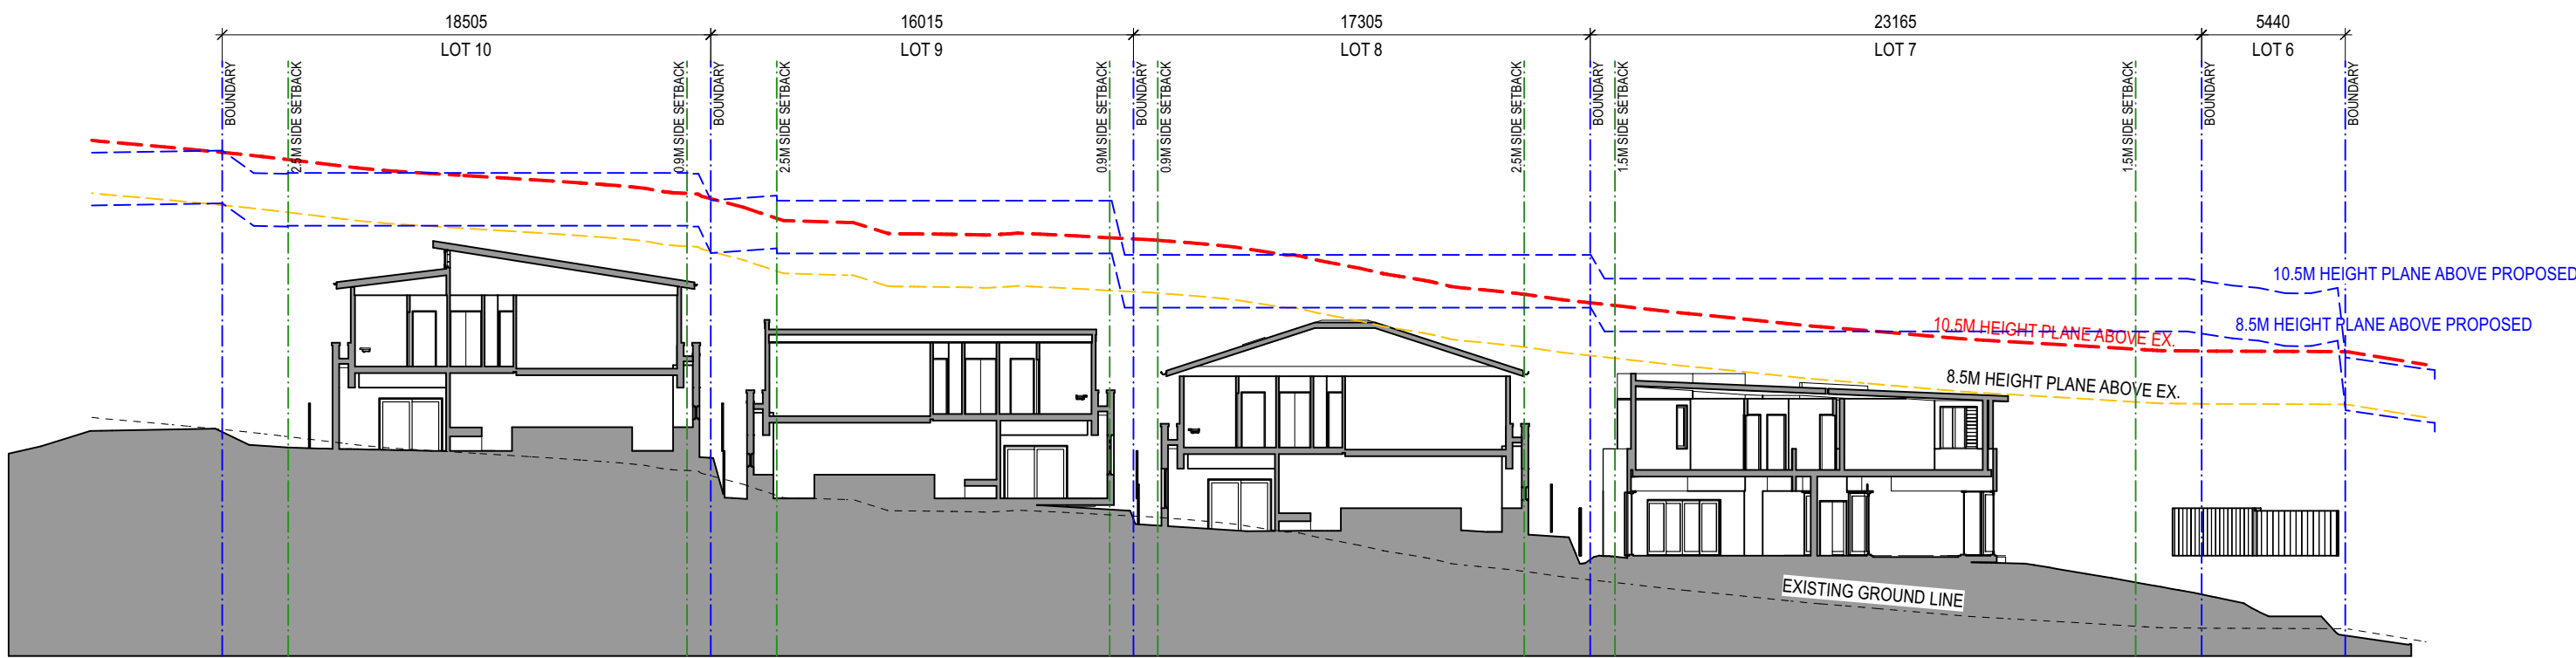 18505
16015
17305
23165
5440
LOT 10
LOT 9
LOT 8
LOT 7
LOT 6
BOUNDARY
2.5M SIDE SETBACK
0.9M SIDE SETBACK
BOUNDARY
2.5M SIDE SETBACK
0.9M SIDE SETBACK
BOUNDARY
0.9M SIDE SETBACK
2.5M SIDE SETBACK
BOUNDARY
1.5M SIDE SETBACK
1.5M SIDE SETBACK
BOUNDARY
BOUNDARY
10.5M HEIGHT PLANE ABOVE PROPOSED
10.5M HEIGHT PLANE ABOVE EX.
8.5M HEIGHT PLANE ABOVE PROPOSED
8.5M HEIGHT PLANE ABOVE EX.
EXISTING GROUND LINE